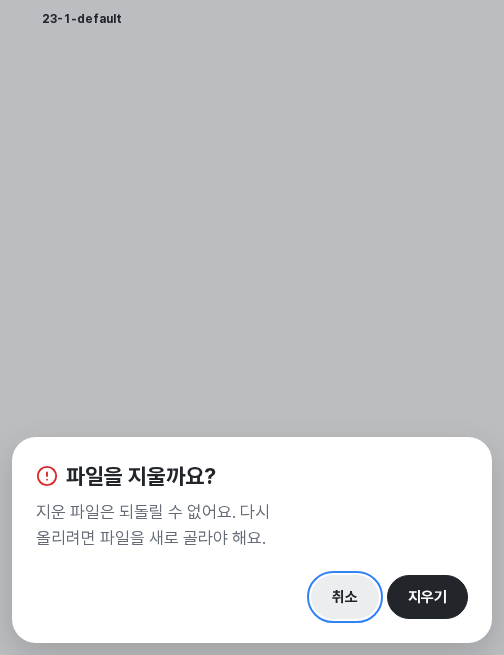 23-1-default
파일을 지울까요?
지운 파일은 되돌릴 수 없어요. 다시
올리려면 파일을 새로 골라야 해요.
취소 지우기